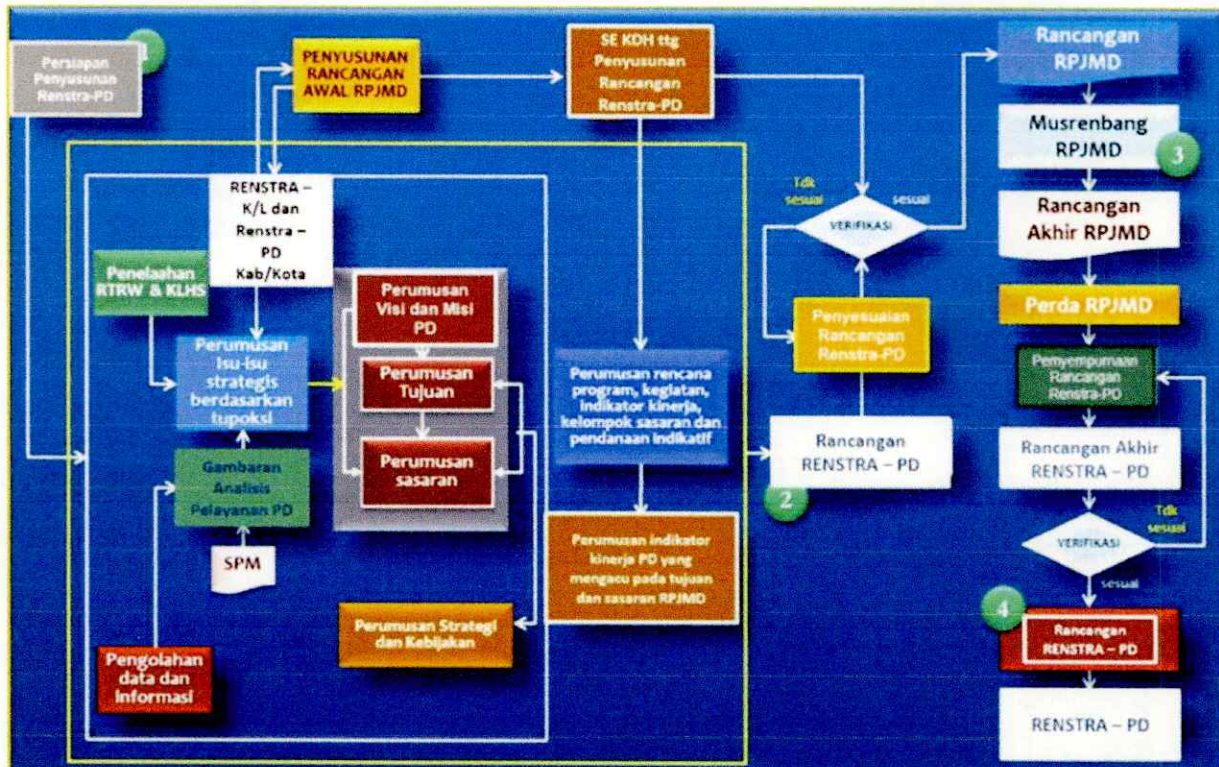 1
Persiapan
Penyusunan
Renstra-PD
PENYUSUNAN
RANCANGAN
AWAL RPJMD
SE KDH ttg
Penyusunan
Rancangan
Renstra-PD
Rancangan
RPJMD
Musrenbang
RPJMD
3
Rancangan
Akhir RPJMD
Perda RPJMD
Penyempurnaan
Rancangan
Renstra-PD
Rancangan Akhir
RENSTRA – PD
Tdk
sesuai
VERIFIKASI
sesuai
4
Rancangan
RENSTRA – PD
RENSTRA – PD
Tdk
sesuai
sesuai
VERIFIKASI
Penyesuaian
Rancangan
Renstra-PD
Rancangan
RENSTRA – PD
2
RENSTRA –
K/L dan
Renstra –
PD
Kab/Kota
Penelaahan
RTRW & KLHS
Perumusan
Isu-isu
strategis
berdasarkan
tupoksi
Gambaran
Analisis
Pelayanan PD
SPM
Pengolahan
data dan
informasi
Perumusan
Visi dan Misi
PD
Perumusan
Tujuan
Perumusan
sasaran
Perumusan Strategi
dan Kebijakan
Perumusan rencana
program, kegiatan,
indikator kinerja,
kelompok sasaran dan
pendanaan indikatif
Perumusan indikator
kinerja PD yang
mengacu pada tujuan
dan sasaran RPJMD